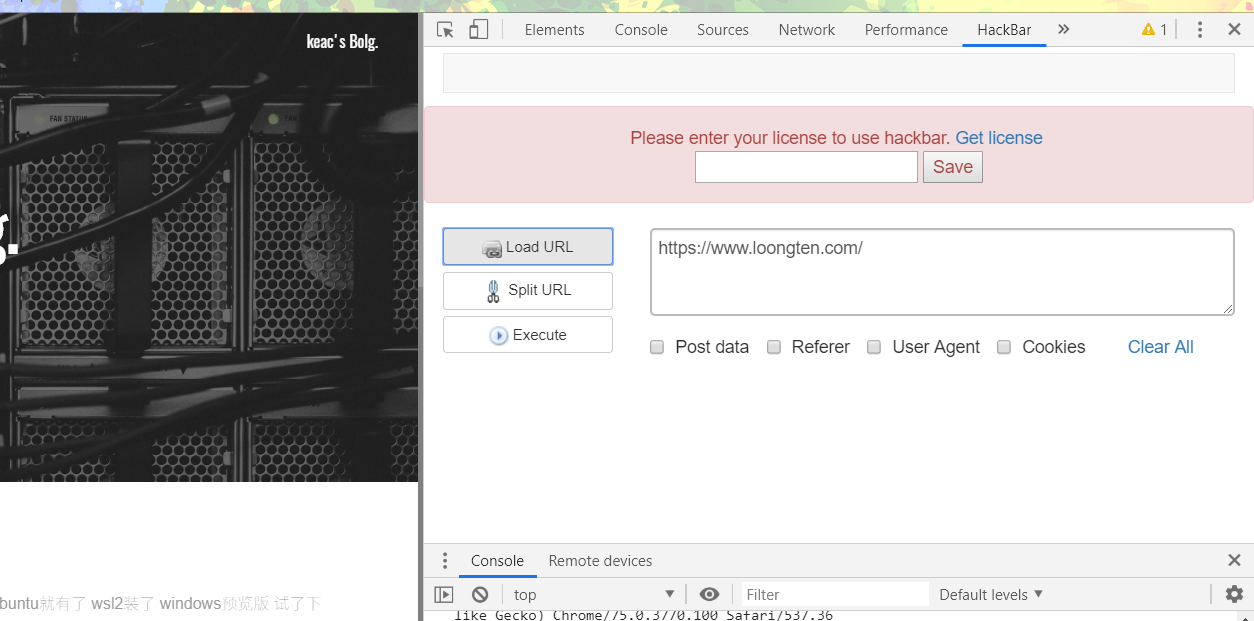 keac's Bolg.
FAN STATUS
FAN
g.
buntu就有了 wsl2装了 windows预览版 试了下
Elements Console Sources Network Performance HackBar » 1
Please enter your license to use hackbar. Get license
Save
Load URL
https://www.loongten.com/
Split URL
Execute
Post data Referer User Agent Cookies Clear All
Console Remote devices
top Filter Default levels
like Gecko) Chrome/75.0.3770.100 Safari/537.36